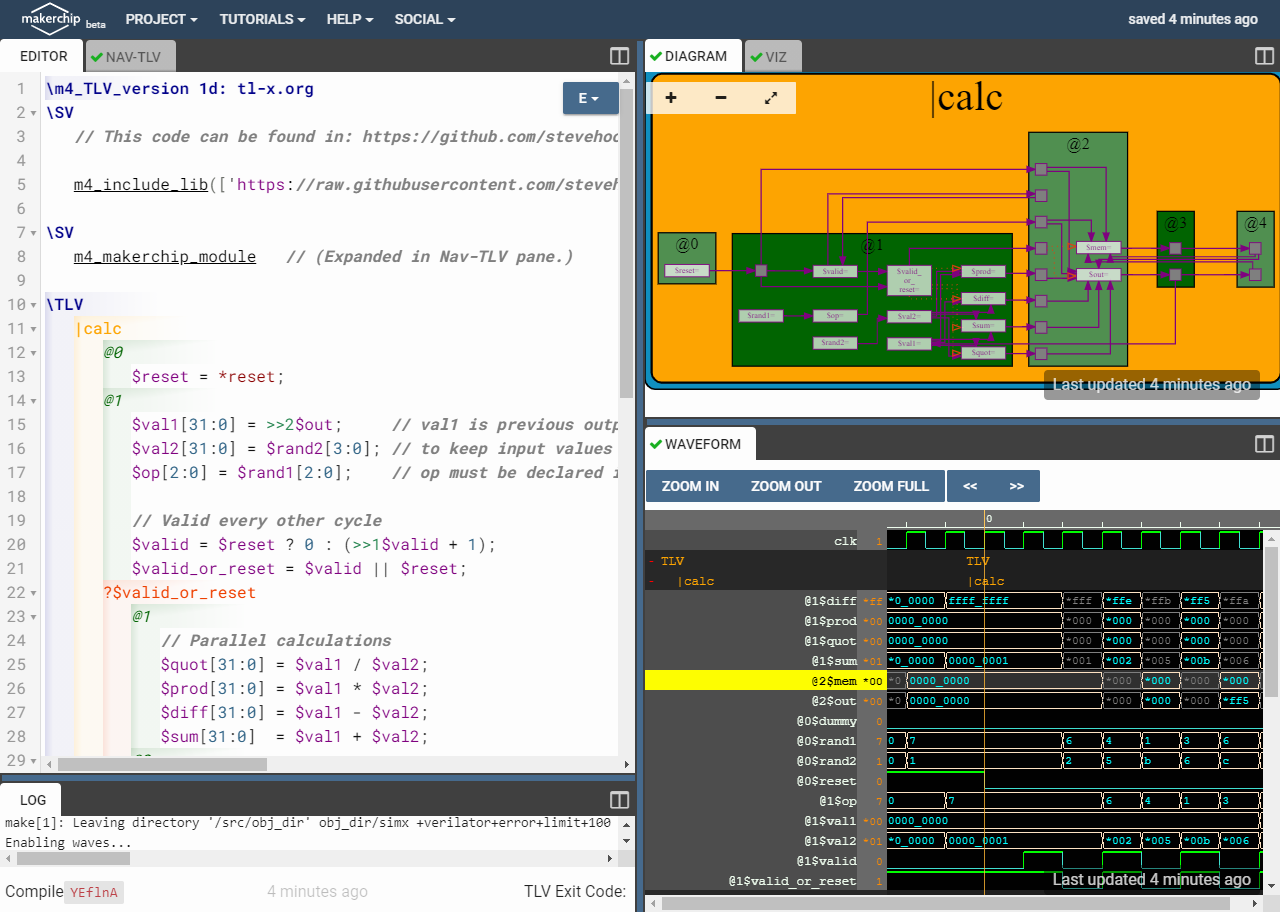 makerchip beta PROJECT TUTORIALS HELP SOCIAL saved 4 minutes ago
EDITOR NAV-TLV
E
1 \m4_TLV_version 1d: tl-x.org
2 \SV
3 // This code can be found in: https://github.com/stevehoo
4
5 m4_include_lib(['https://raw.githubusercontent.com/steveh
6
7 \SV
8 m4_makerchip_module // (Expanded in Nav-TLV pane.)
9
10 \TLV
11 |calc
12 @0
13 $reset = *reset;
14 @1
15 $val1[31:0] = >>2$out; // val1 is previous outp
16 $val2[31:0] = $rand2[3:0]; // to keep input values
17 $op[2:0] = $rand1[2:0]; // op must be declared i
18
19 // Valid every other cycle
20 $valid = $reset ? 0 : (>>1$valid + 1);
21 $valid_or_reset = $valid || $reset;
22 ?$valid_or_reset
23 @1
24 // Parallel calculations
25 $quot[31:0] = $val1 / $val2;
26 $prod[31:0] = $val1 * $val2;
27 $diff[31:0] = $val1 - $val2;
28 $sum[31:0] = $val1 + $val2;
29
LOG
make[1]: Leaving directory '/src/obj_dir' obj_dir/simx +verilator+error+limit+100
Enabling waves...
Compile YEflnA 4 minutes ago TLV Exit Code:
DIAGRAM VIZ
+ −
|calc
@0
$reset=
@1
$valid= $valid_or_reset= $prod=
$diff=
$rand1= $op= $val2= $sum=
$rand2= $val1= $quot=
@2
$mem=
$out=
@3
@4
Last updated 4 minutes ago
WAVEFORM
ZOOM IN ZOOM OUT ZOOM FULL << >>
0
clk 1
- TLV TLV
- |calc |calc
@1$diff *ff *0_0000 ffff_ffff *fff *ffe *ffb *ff5 *ffa
@1$prod *00 0000_0000 *000 *000 *000 *000 *000
@1$quot *00 0000_0000 *000 *000 *000 *000 *000
@1$sum *01 *0_0000 0000_0001 *001 *002 *005 *00b *006
@2$mem *00 *0 0000_0000 *000 *000 *000 *000
@2$out *00 *0 0000_0000 *000 *000 *000 *ff5
@0$dummy 0
@0$rand1 7 0 7 6 4 1 3 6
@0$rand2 1 0 1 2 5 b 6 c
@0$reset 0
@1$op 7 0 7 6 4 1 3
@1$val1 *00 0000_0000
@1$val2 *01 *0_0000 0000_0001 *002 *005 *00b *006
@1$valid 0
@1$valid_or_reset 1
Last updated 4 minutes ago